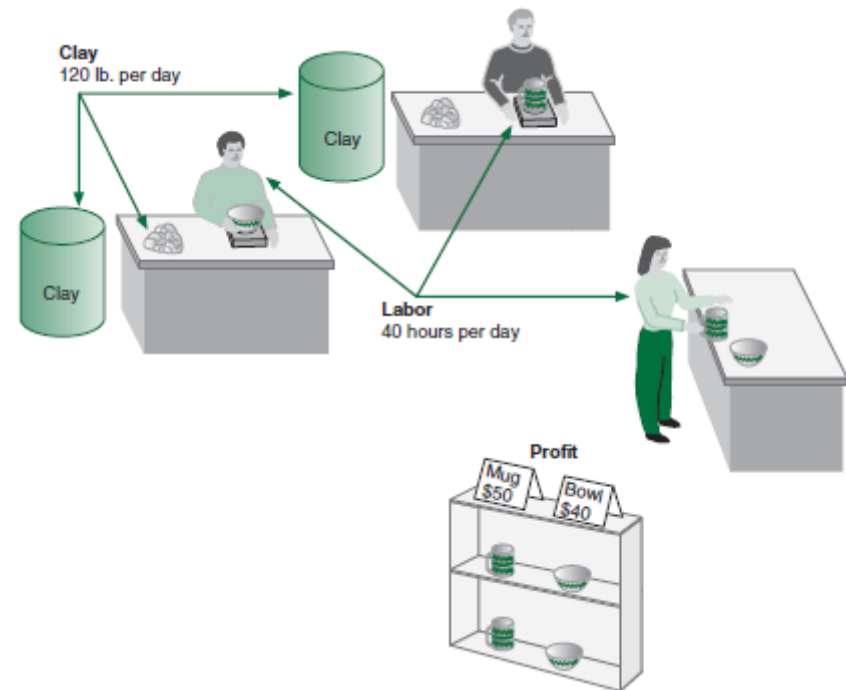 Clay
120 lb. per day
Clay
Clay
Labor
40 hours per day
Profit
Mug
$50
Bowl
$40